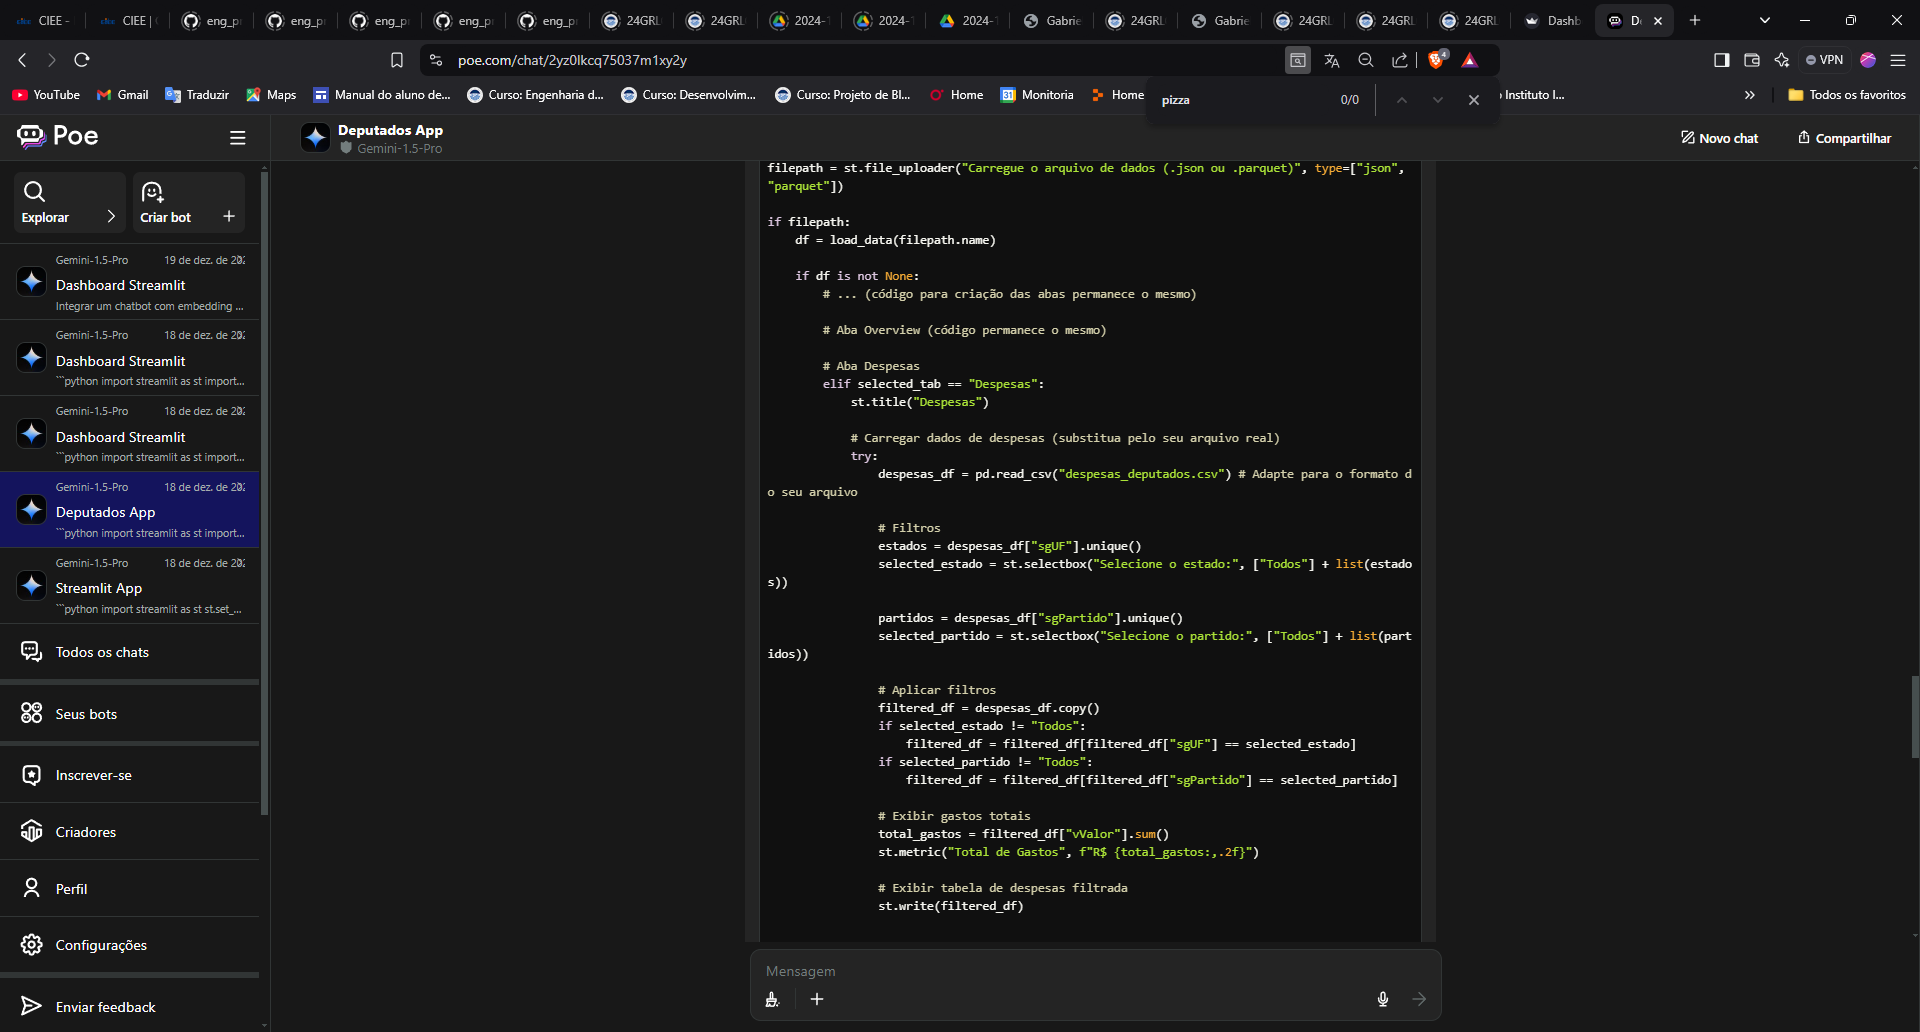 CIEE -
CIEE |
eng_p
eng_p
eng_p
eng_p
eng_p
24GRL
24GRL
2024-1
2024-1
2024-1
Gabrie
24GRL
Gabrie
24GRL
24GRL
24GRL
Dashb
D
poe.com/chat/2yz0lkcq75037m1xy2y
4
VPN
YouTube
Gmail
Traduzir
Maps
Manual do aluno de...
Curso: Engenharia d...
Curso: Desenvolvim...
Curso: Projeto de Bl...
Home
Monitoria
Home
Instituto I...
Todos os favoritos
pizza
0/0
Poe
Deputados App
Gemini-1.5-Pro
Novo chat
Compartilhar
Explorar
Criar bot
Gemini-1.5-Pro 19 de dez. de 202
Dashboard Streamlit
Integrar um chatbot com embedding ...
Gemini-1.5-Pro 18 de dez. de 202
Dashboard Streamlit
```python import streamlit as st import...
Gemini-1.5-Pro 18 de dez. de 202
Dashboard Streamlit
```python import streamlit as st import...
Gemini-1.5-Pro 18 de dez. de 202
Deputados App
```python import streamlit as st import...
Gemini-1.5-Pro 18 de dez. de 202
Streamlit App
```python import streamlit as st st.set_...
Todos os chats
Seus bots
Inscrever-se
Criadores
Perfil
Configurações
Enviar feedback
filepath = st.file_uploader("Carregue o arquivo de dados (.json ou .parquet)", type=["json",
"parquet"])
if filepath:
df = load_data(filepath.name)
if df is not None:
# ... (código para criação das abas permanece o mesmo)
# Aba Overview (código permanece o mesmo)
# Aba Despesas
elif selected_tab == "Despesas":
st.title("Despesas")
# Carregar dados de despesas (substitua pelo seu arquivo real)
try:
despesas_df = pd.read_csv("despesas_deputados.csv") # Adapte para o formato d
o seu arquivo
# Filtros
estados = despesas_df["sgUF"].unique()
selected_estado = st.selectbox("Selecione o estado:", ["Todos"] + list(estado
s))
partidos = despesas_df["sgPartido"].unique()
selected_partido = st.selectbox("Selecione o partido:", ["Todos"] + list(part
idos))
# Aplicar filtros
filtered_df = despesas_df.copy()
if selected_estado != "Todos":
filtered_df = filtered_df[filtered_df["sgUF"] == selected_estado]
if selected_partido != "Todos":
filtered_df = filtered_df[filtered_df["sgPartido"] == selected_partido]
# Exibir gastos totais
total_gastos = filtered_df["vValor"].sum()
st.metric("Total de Gastos", f"R$ {total_gastos:,.2f}")
# Exibir tabela de despesas filtrada
st.write(filtered_df)
Mensagem